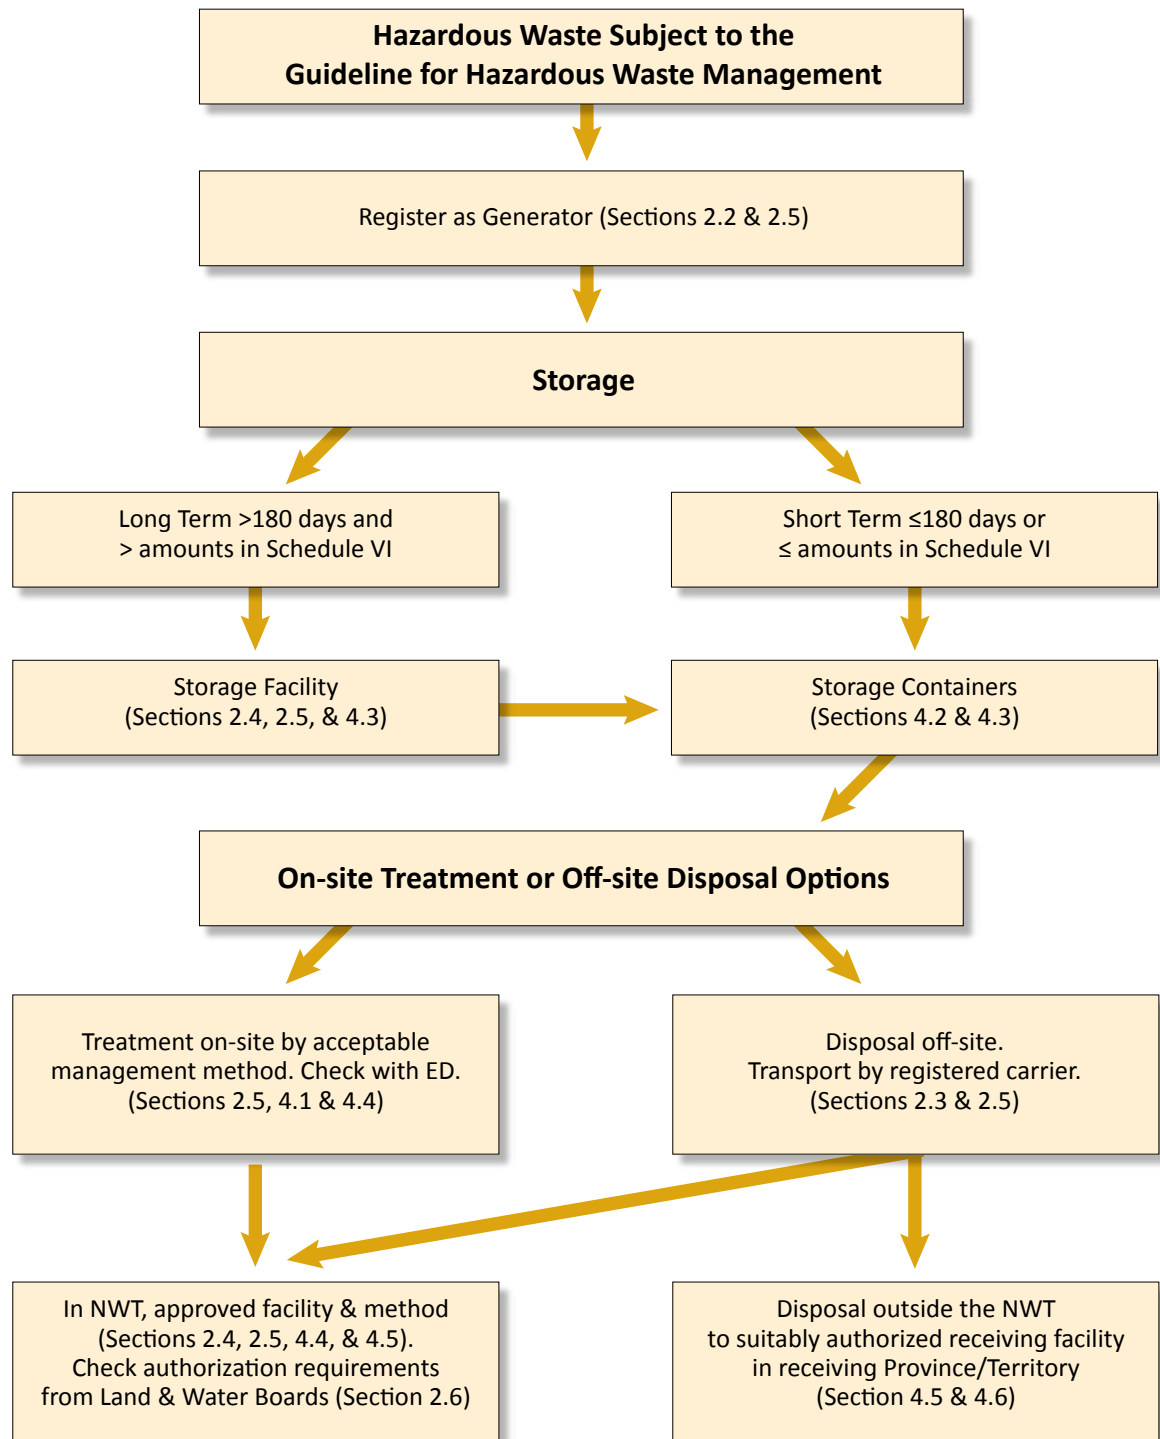 Hazardous Waste Subject to the
Guideline for Hazardous Waste Management
Register as Generator (Sections 2.2 & 2.5)
Storage
Long Term >180 days and
> amounts in Schedule VI
Short Term ≤180 days or
≤ amounts in Schedule VI
Storage Facility
(Sections 2.4, 2.5, & 4.3)
Storage Containers
(Sections 4.2 & 4.3)
On-site Treatment or Off-site Disposal Options
Treatment on-site by acceptable
management method. Check with ED.
(Sections 2.5, 4.1 & 4.4)
Disposal off-site.
Transport by registered carrier.
(Sections 2.3 & 2.5)
In NWT, approved facility & method
(Sections 2.4, 2.5, 4.4, & 4.5).
Check authorization requirements
from Land & Water Boards (Section 2.6)
Disposal outside the NWT
to suitably authorized receiving facility
in receiving Province/Territory
(Section 4.5 & 4.6)